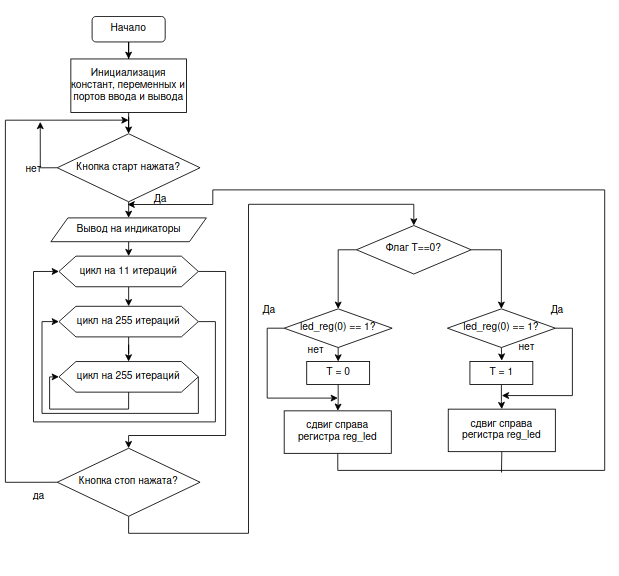 Начало
Инициализация
констант, переменных и
портов ввода и вывода
Кнопка старт нажата?
нет
Да
Вывод на индикаторы
цикл на 11 итераций
цикл на 255 итераций
цикл на 255 итераций
Кнопка стоп нажата?
да
Флаг T==0?
Да
led_reg(0) == 1?
нет
T = 0
сдвиг справа
регистра reg_led
Да
led_reg(0) == 1?
нет
T = 1
сдвиг справа
регистра reg_led